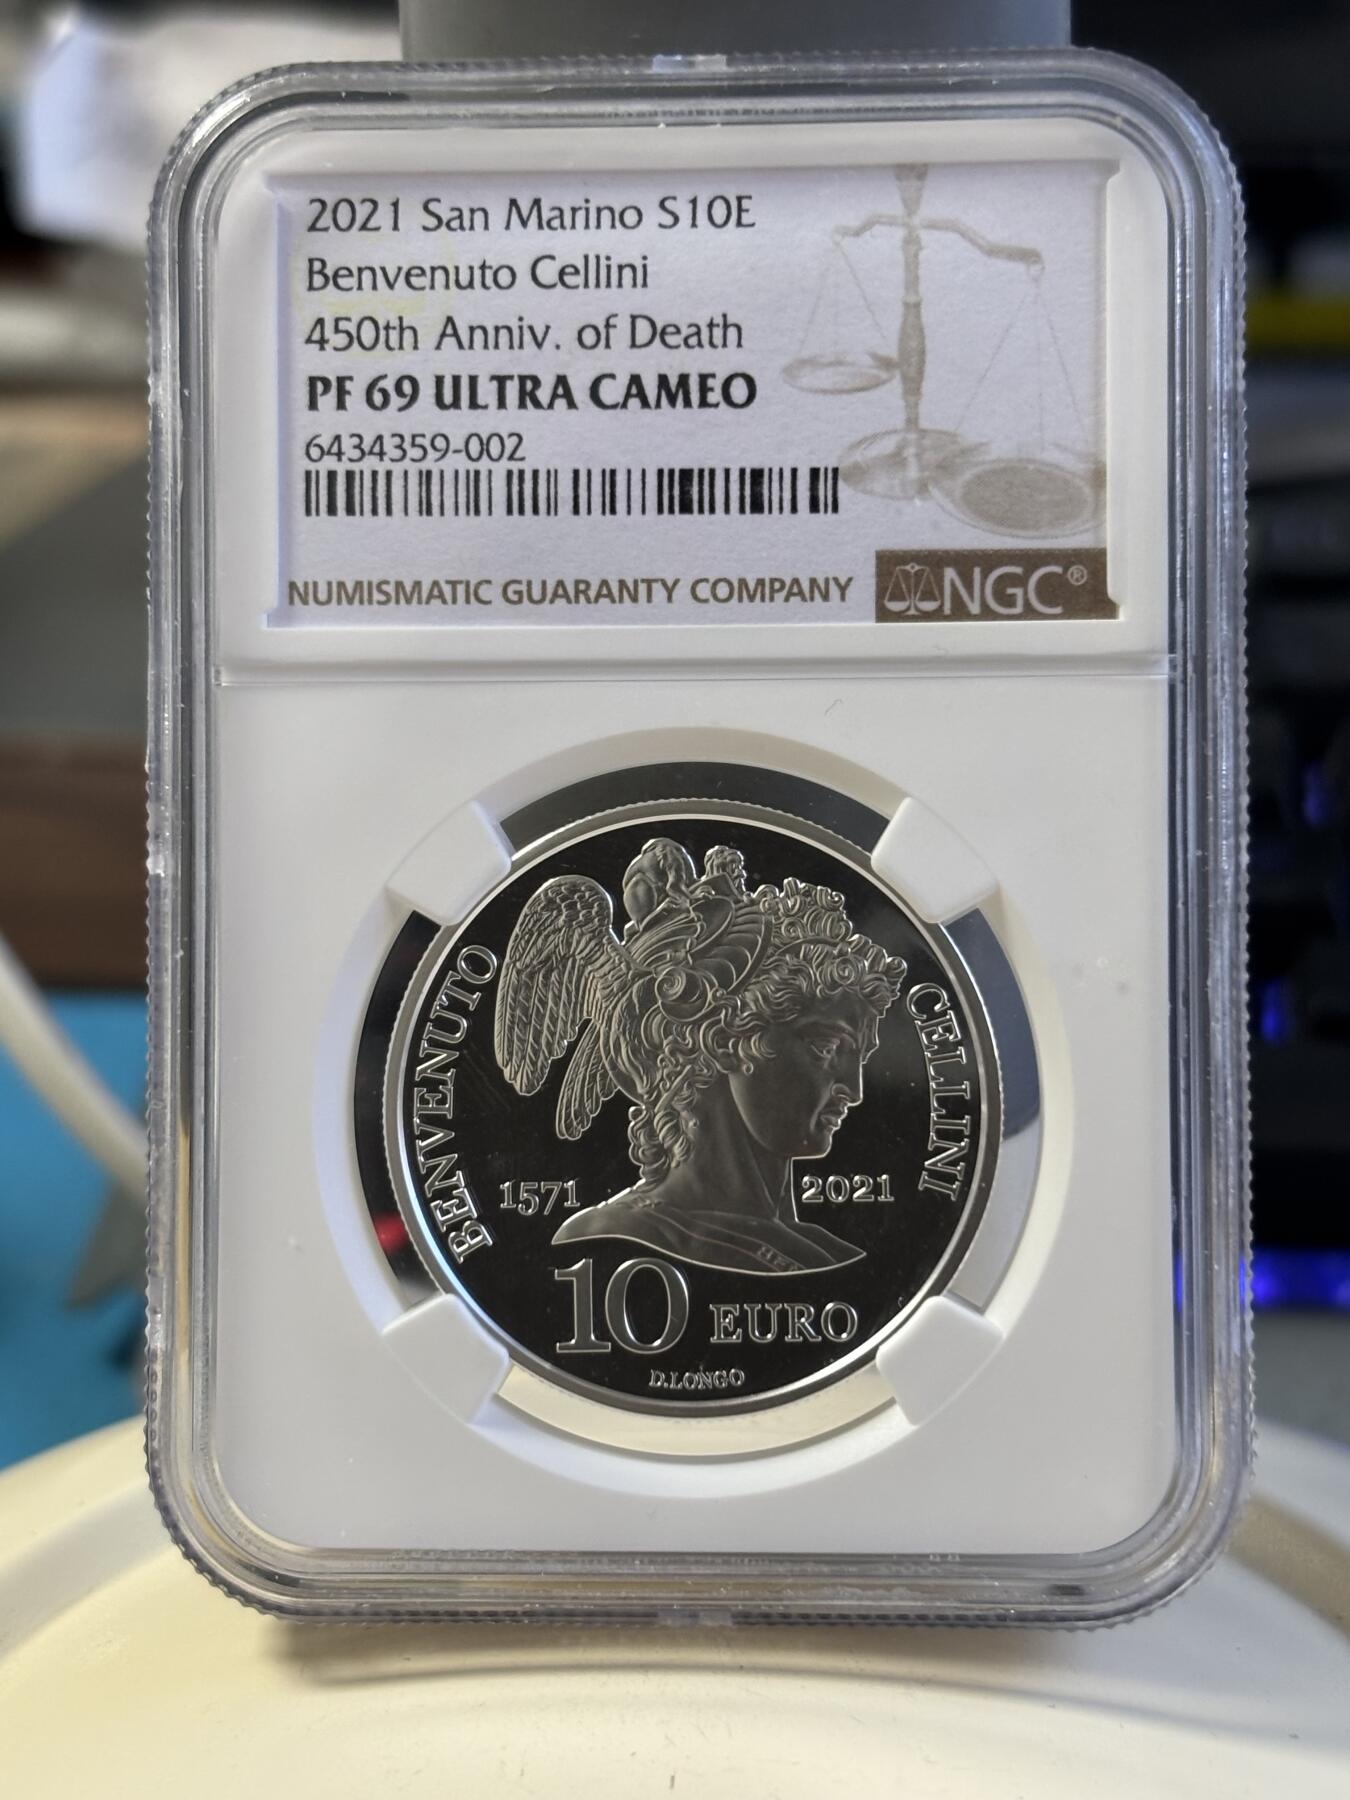 2021 San Marino S10E
Benvenuto Cellini
450th Anniv. of Death
PF 69 ULTRA CAMEO
6434359-002
NUMISMATIC GUARANTY COMPANY
NGC®
BENVENUTO
CELLINI
1571
2021
10 EURO
D.LONGO